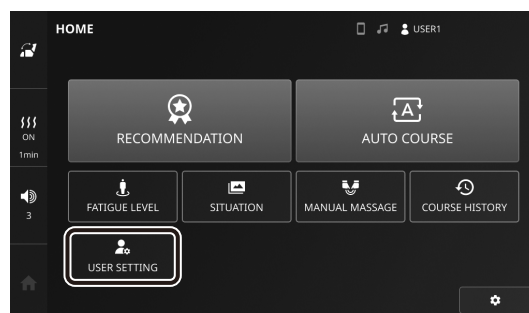 HOME
USER1
ON
1min
3
RECOMMENDATION
A
AUTO COURSE
FATIGUE LEVEL
SITUATION
MANUAL MASSAGE
COURSE HISTORY
USER SETTING